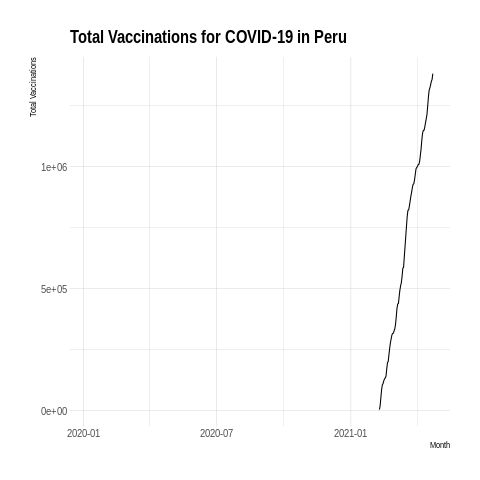 Total Vaccinations for COVID-19 in Peru
Total Vaccinations
1e+06
5e+05
0e+00
2020-01
2020-07
2021-01
Month